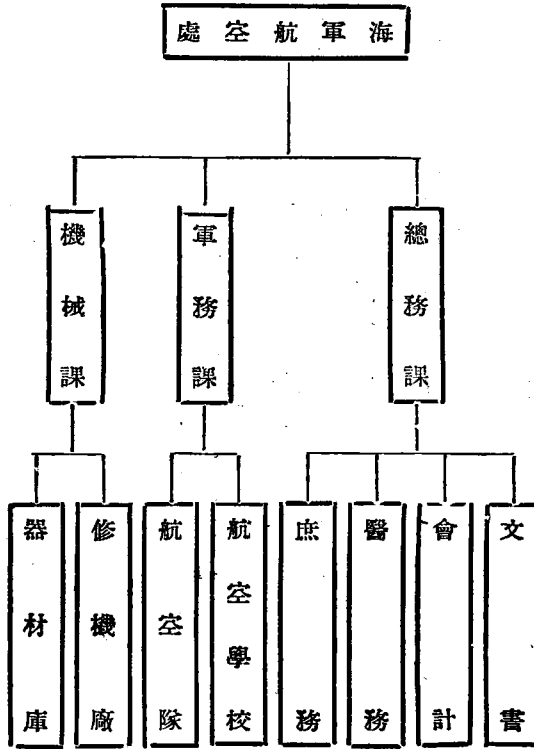 海軍航空處
總務課
軍務課
機械課
文書
會計
醫務
庶務
航空學校
航空隊
修機廠
器材庫